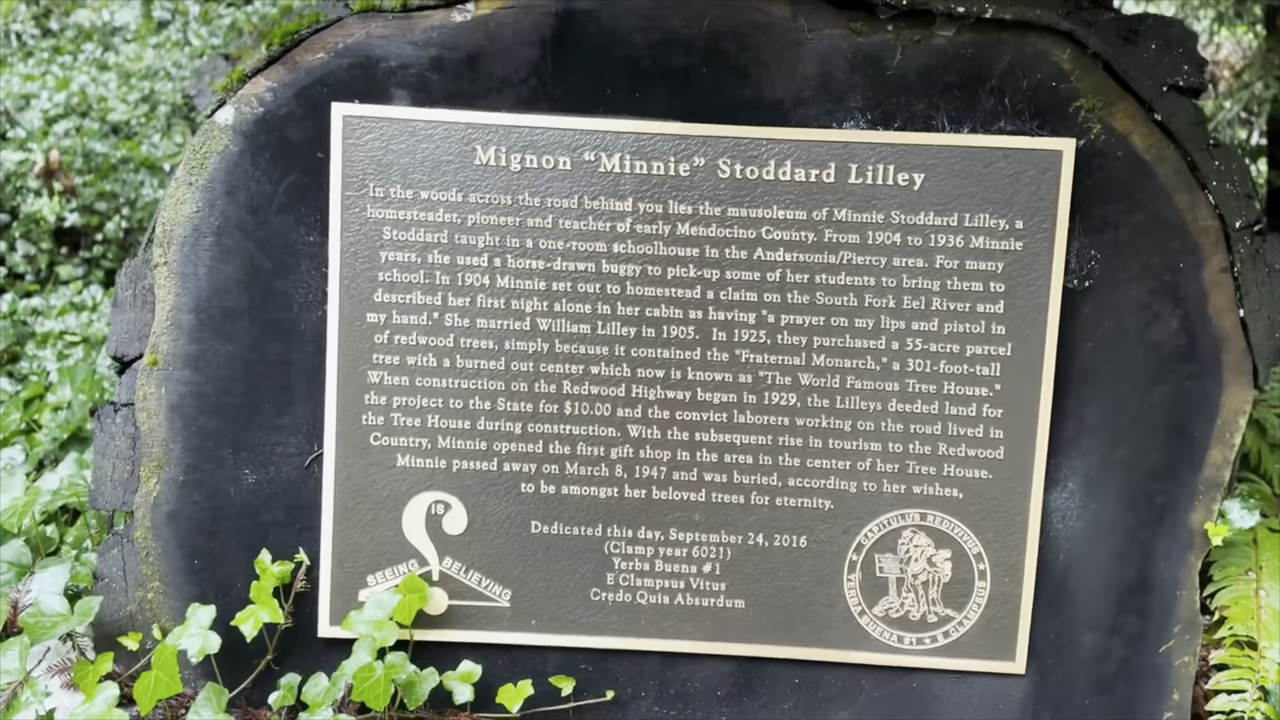 Mignon “Minnie” Stoddard Lilley
In the woods across the road behind you lies the mausoleum of Minnie Stoddard Lilley, a
homesteader, pioneer and teacher of early Mendocino County. From 1904 to 1936 Minnie
Stoddard taught in a one-room schoolhouse in the Andersonia/Piercy area. For many
years, she used a horse-drawn buggy to pick-up some of her students to bring them to
school. In 1904 Minnie set out to homestead a claim on the South Fork Eel River and
described her first night alone in her cabin as having "a prayer on my lips and pistol in
my hand." She married William Lilley in 1905. In 1925, they purchased a 55-acre parcel
of redwood trees, simply because it contained the "Fraternal Monarch," a 301-foot-tall
tree with a burned out center which now is known as "The World Famous Tree House."
When construction on the Redwood Highway began in 1929, the Lilleys deeded land for
the project to the State for $10.00 and the convict laborers working on the road lived in
the Tree House during construction. With the subsequent rise in tourism to the Redwood
Country, Minnie opened the first gift shop in the area in the center of her Tree House.
Minnie passed away on March 8, 1947 and was buried, according to her wishes,
to be amongst her beloved trees for eternity.
Dedicated this day, September 24, 2016
(Clamp year 6021)
Yerba Buena #1
E Clampsus Vitus
Credo Quia Absurdum
IS
SEEING BELIEVING
CAPITULUS REDIVIVUS
YERBA BUENA #1 ★ E CLAMPSUS